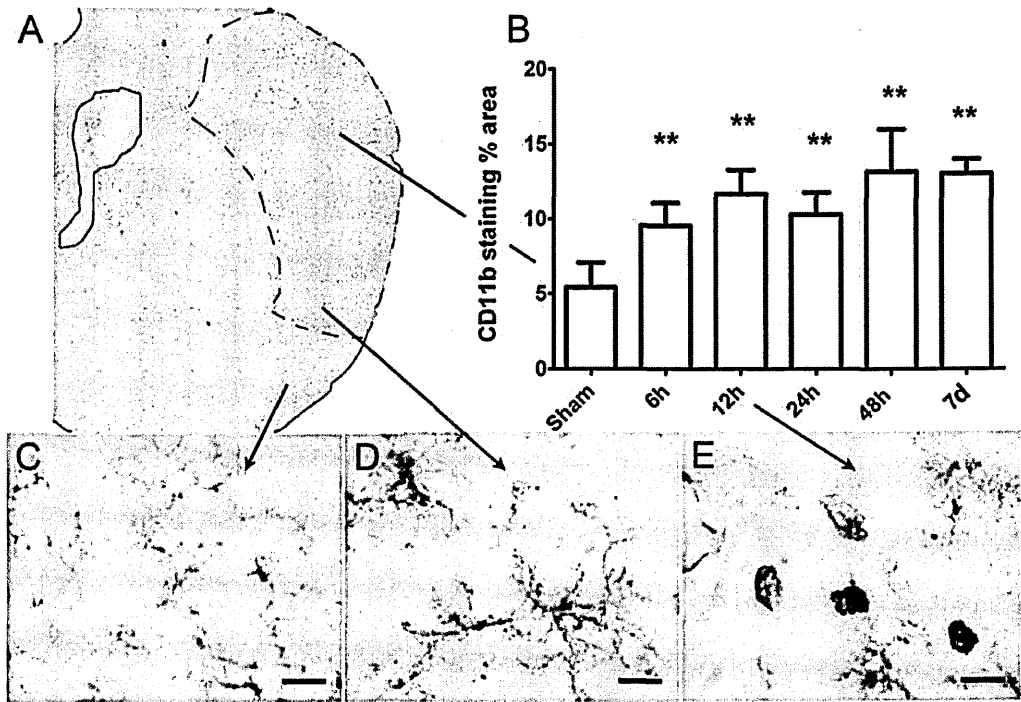 A
B
CD11b staining % area
20
15
10
5
0
**
**
**
**
**
Sham
6h
12h
24h
48h
7d
C
D
E